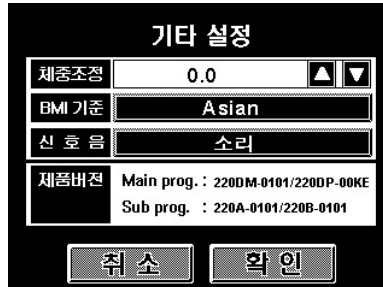 기타 설정
체중조정 0.0 ▲ ▼
BMI 기준 Asian
신 호 음 소리
제품버젼 Main prog. : 220DM-0101/220DP-00KE
Sub prog. : 220A-0101/220B-0101
취 소 확 인